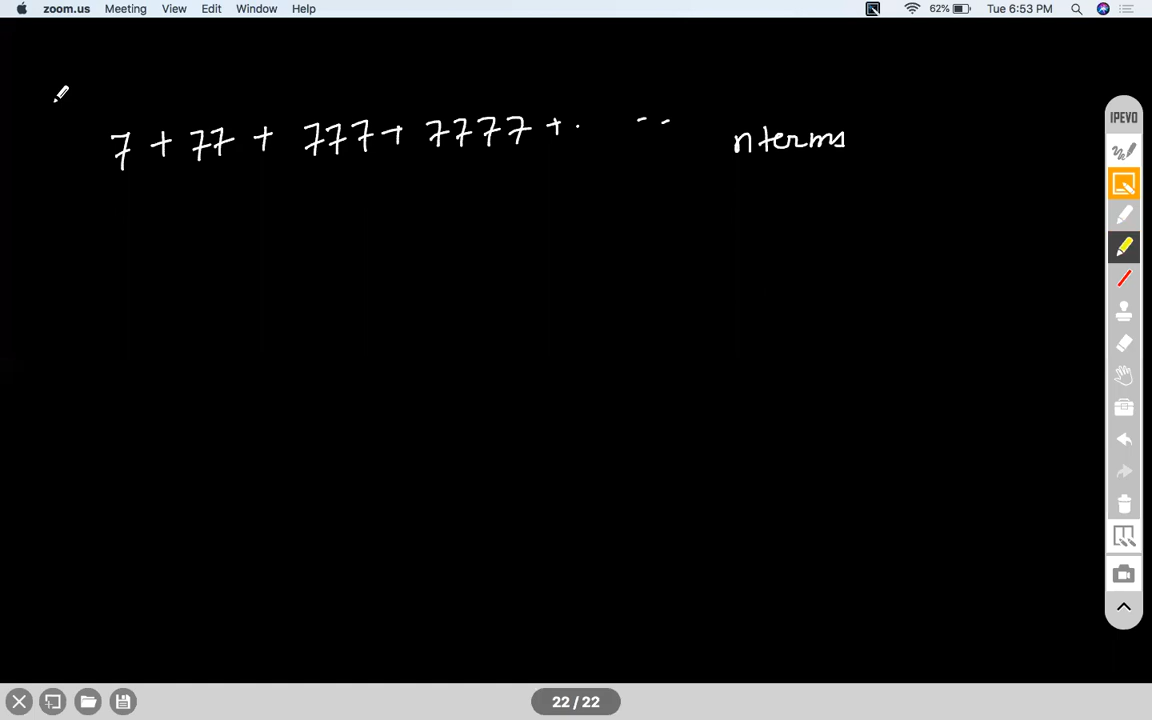 zoom.us Meeting View Edit Window Help 62% Tue 6:53 PM
IPEVO
7 + 77 + 777 + 7777 + . -- n terms
22 / 22